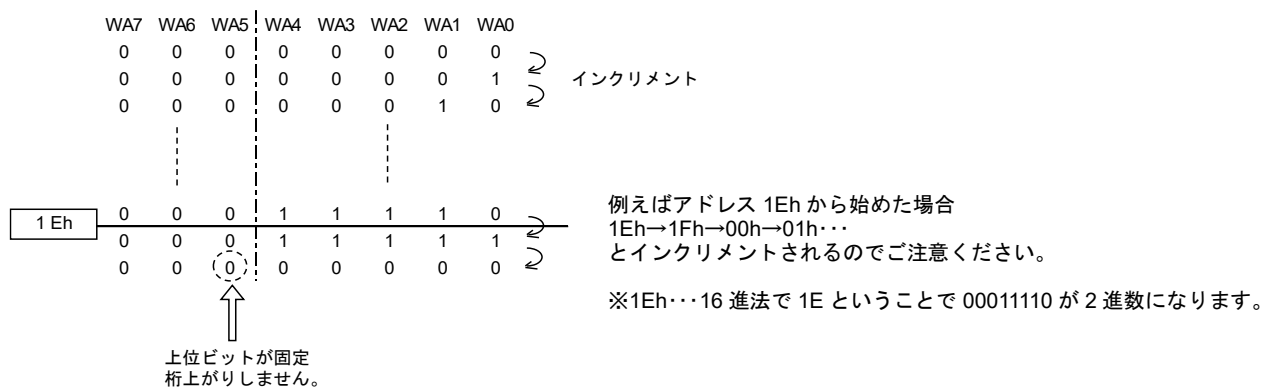 WA7 WA6 WA5 WA4 WA3 WA2 WA1 WA0
0 0 0 0 0 0 0 0
0 0 0 0 0 0 0 1 インクリメント
0 0 0 0 0 0 1 0
1 Eh 0 0 0 1 1 1 1 0
0 0 0 1 1 1 1 1
0 0 0 0 0 0 0 0
上位ビットが固定
桁上がりしません。
例えばアドレス 1Eh から始めた場合
1Eh→1Fh→00h→01h･･･
とインクリメントされるのでご注意ください。
※1Eh･･･16 進法で 1E ということで 00011110 が 2 進数になります。